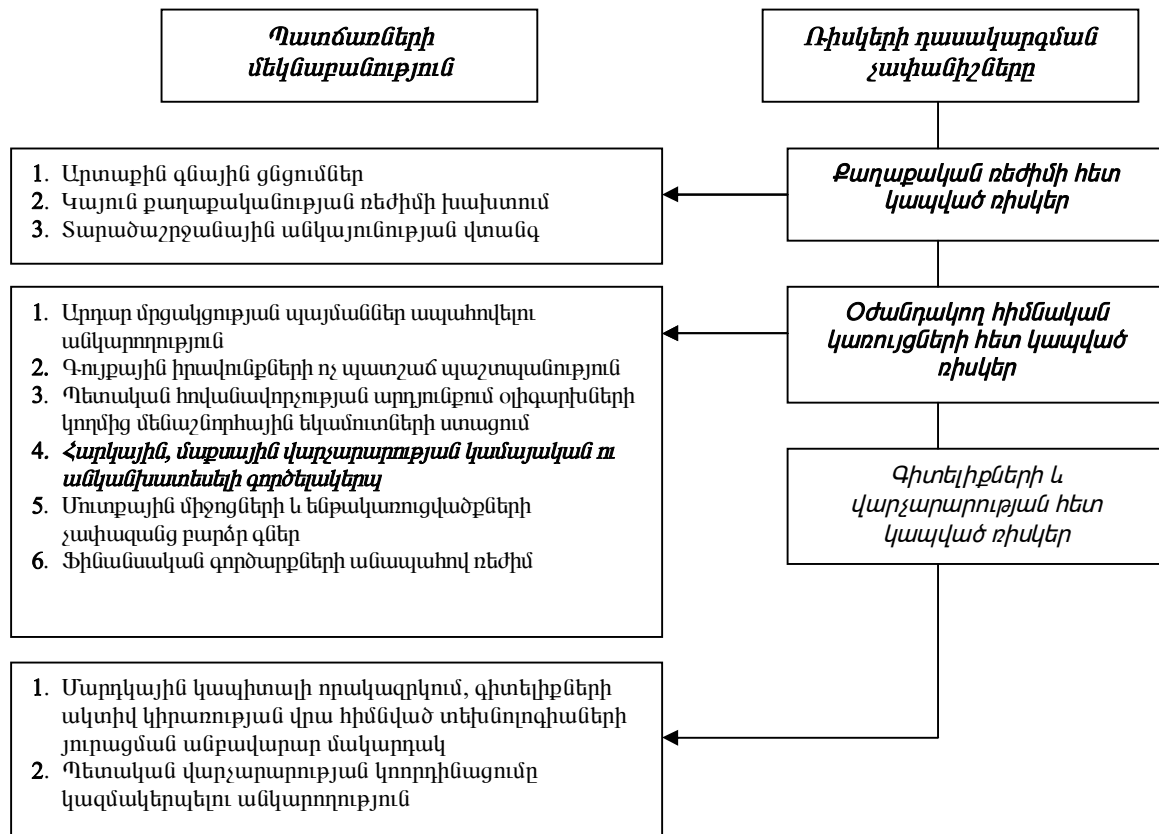 Պատճառների
մեկնաբանություն
Ռիսկերի դասակարգման
չափանիշները
1. Արտաքին գնային ցնցումներ
2. Կայուն քաղաքականության ռեժիմի խախտում
3. Տարածաշրջանային անկայունության վտանգ
Քաղաքական ռեժիմի հետ
կապված ռիսկեր
1. Արդար մրցակցության պայմաններ ապահովելու
անկարողություն
2. Գույքային իրավունքների ոչ պատշաճ պաշտպանություն
3. Պետական հովանավորչության արդյունքում օլիգարխների
կողմից մենաշնորհային եկամուտների ստացում
4. Հարկային, մաքսային վարչարարության կամայական ու
անկանխատեսելի գործելակերպ
5. Մուտքային միջոցների և ենթակառուցվածքների
չափազանց բարձր գներ
6. Ֆինանսական գործարքների անապահով ռեժիմ
Օժանդակող հիմնական
կառույցների հետ կապված
ռիսկեր
Գիտելիքների և
վարչարարության հետ
կապված ռիսկեր
1. Մարդկային կապիտալի որակազրկում, գիտելիքների
ակտիվ կիրառության վրա հիմնված տեխնոլոգիաների
յուրացման անբավարար մակարդակ
2. Պետական վարչարարության կոորդինացումը
կազմակերպելու անկարողություն